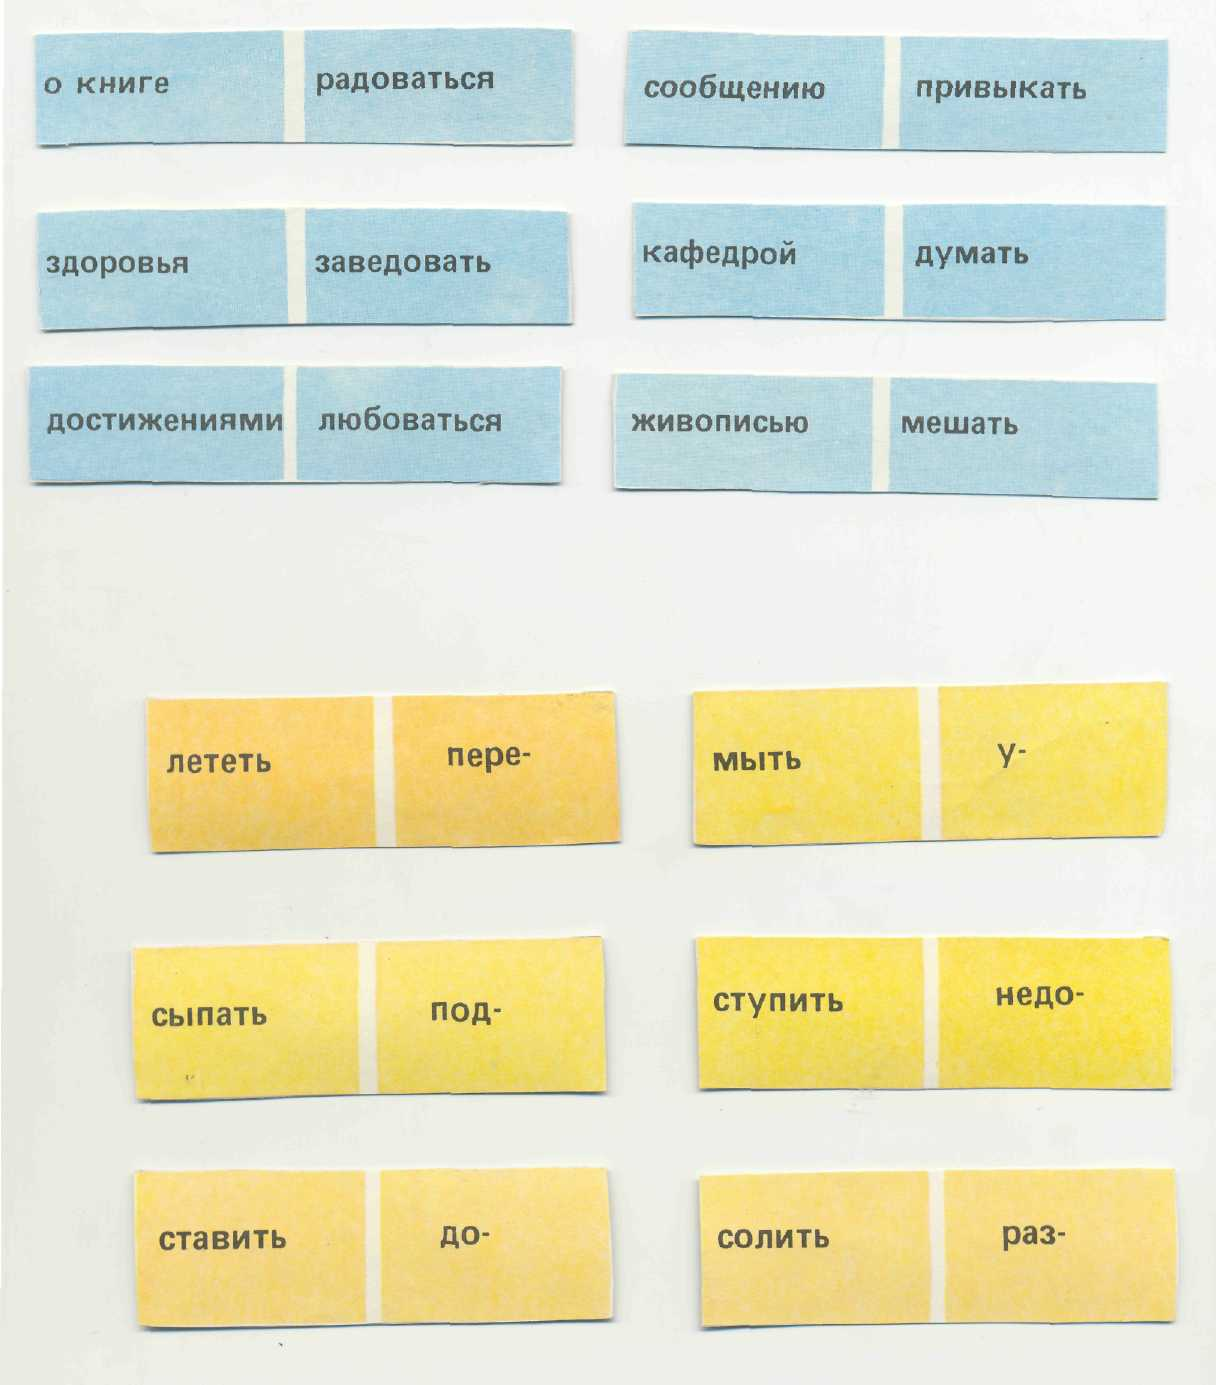 о книге радоваться
сообщению привыкать
здоровья заведовать
кафедрой думать
достижениями любоваться
живописью мешать
лететь пере-
мыть у-
сыпать под-
ступить недо-
ставить до-
солить раз-